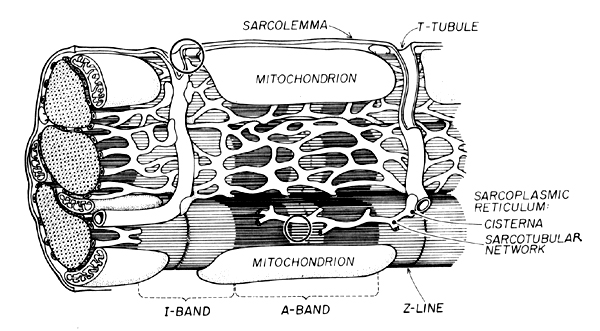 SARCOLEMMA
T-TUBULE
MITOCHONDRION
SARCOPLASMIC
RETICULUM:
CISTERNA
SARCOTUBULAR
NETWORK
MITOCHONDRION
I-BAND
A-BAND
Z-LINE